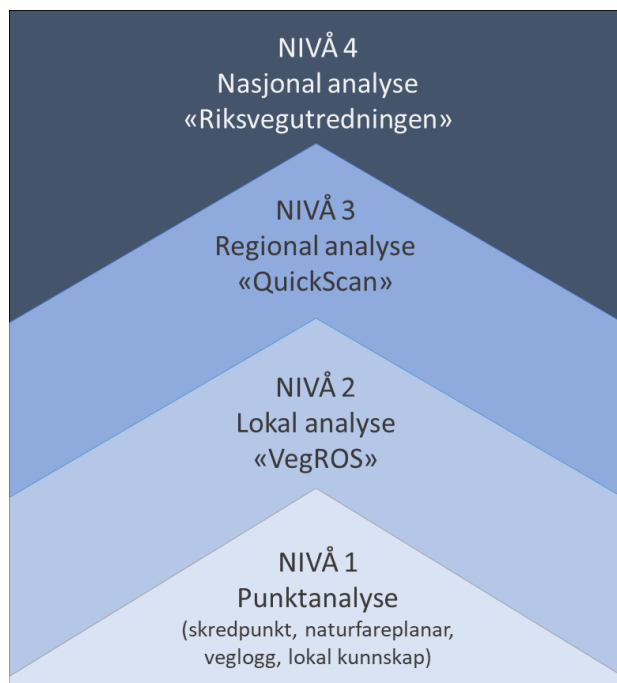 NIVÅ 4
Nasjonal analyse
«Riksvegutredningen»
NIVÅ 3
Regional analyse
«QuickScan»
NIVÅ 2
Lokal analyse
«VegROS»
NIVÅ 1
Punktanalyse
(skredpunkt, naturfareplanar,
veglogg, lokal kunnskap)